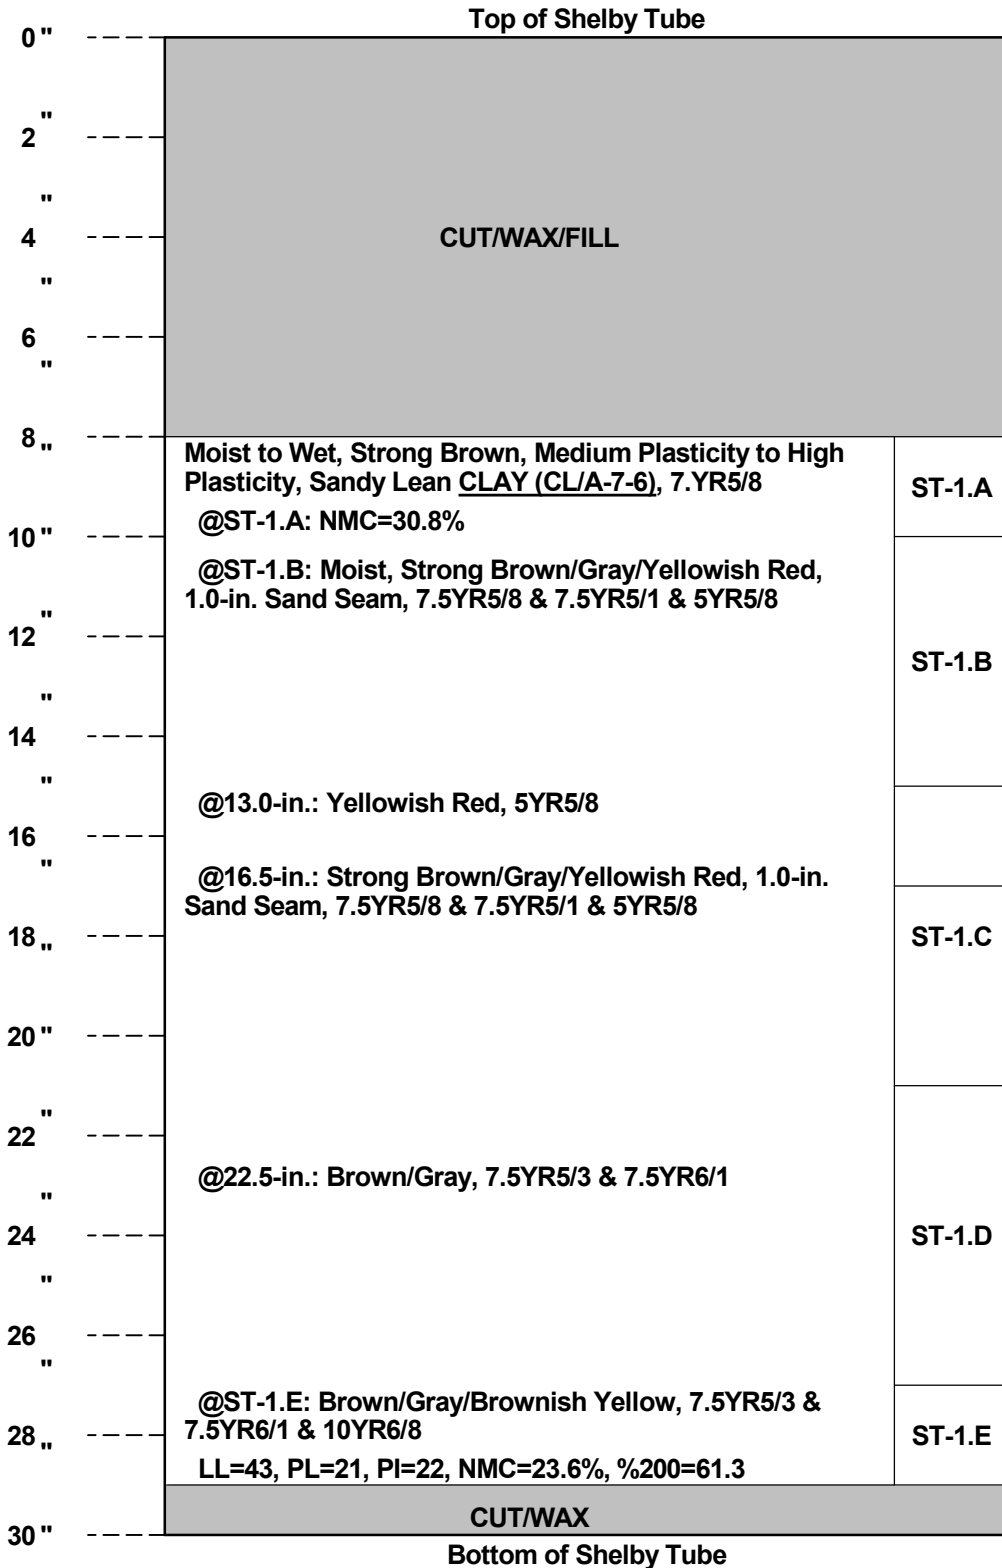 Top of Shelby Tube
0"
2"
4"
CUT/WAX/FILL
6"
8"
Moist to Wet, Strong Brown, Medium Plasticity to High
Plasticity, Sandy Lean CLAY (CL/A-7-6), 7.YR5/8
ST-1.A
@ST-1.A: NMC=30.8%
10"
@ST-1.B: Moist, Strong Brown/Gray/Yellowish Red,
1.0-in. Sand Seam, 7.5YR5/8 & 7.5YR5/1 & 5YR5/8
12"
ST-1.B
14"
@13.0-in.: Yellowish Red, 5YR5/8
16"
@16.5-in.: Strong Brown/Gray/Yellowish Red, 1.0-in.
Sand Seam, 7.5YR5/8 & 7.5YR5/1 & 5YR5/8
18"
ST-1.C
20"
22"
@22.5-in.: Brown/Gray, 7.5YR5/3 & 7.5YR6/1
24"
ST-1.D
26"
@ST-1.E: Brown/Gray/Brownish Yellow, 7.5YR5/3 &
7.5YR6/1 & 10YR6/8
28"
ST-1.E
LL=43, PL=21, PI=22, NMC=23.6%, %200=61.3
CUT/WAX
30"
Bottom of Shelby Tube